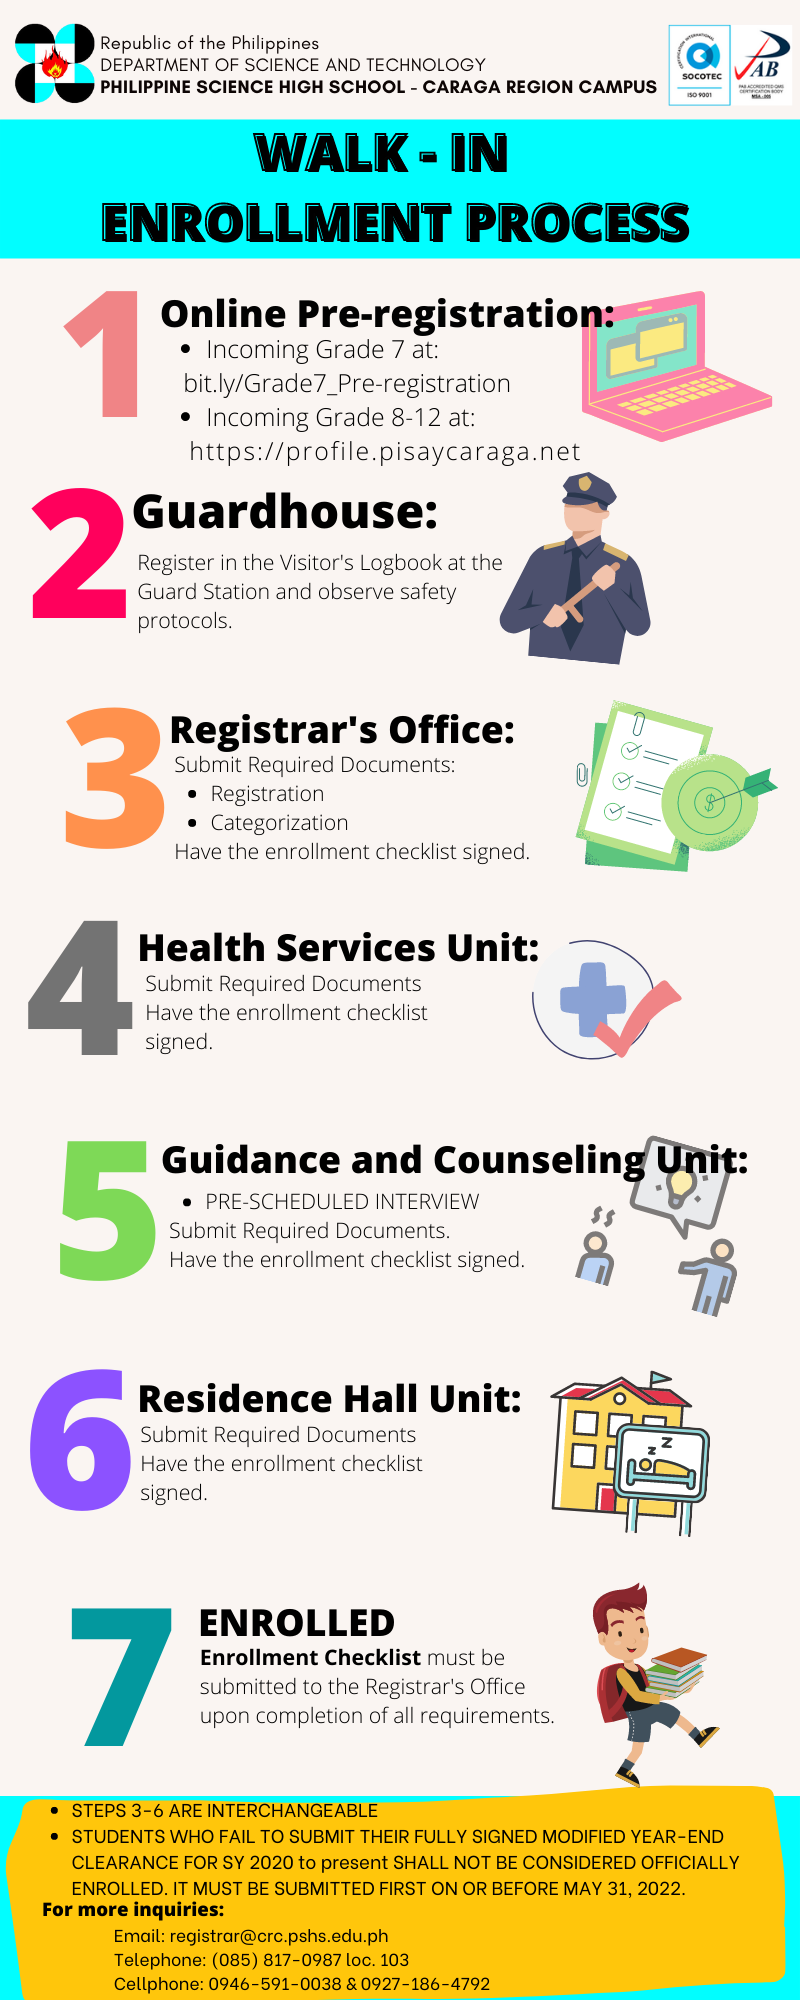 Republic of the Philippines
DEPARTMENT OF SCIENCE AND TECHNOLOGY
PHILIPPINE SCIENCE HIGH SCHOOL - CARAGA REGION CAMPUS
CERTIFICATION INTERNATIONAL
SOCOTEC
ISO 9001
PAB
PAB ACCREDITED QMS
CERTIFICATION BODY
WALK - IN
ENROLLMENT PROCESS
1
Online Pre-registration:
• Incoming Grade 7 at:
bit.ly/Grade7_Pre-registration
• Incoming Grade 8-12 at:
https://profile.pisaycaraga.net
2
Guardhouse:
Register in the Visitor's Logbook at the
Guard Station and observe safety
protocols.
3
Registrar's Office:
Submit Required Documents:
• Registration
• Categorization
Have the enrollment checklist signed.
4
Health Services Unit:
Submit Required Documents
Have the enrollment checklist
signed.
5
Guidance and Counseling Unit:
• PRE-SCHEDULED INTERVIEW
Submit Required Documents.
Have the enrollment checklist signed.
6
Residence Hall Unit:
Submit Required Documents
Have the enrollment checklist
signed.
z z Z
7
ENROLLED
Enrollment Checklist must be
submitted to the Registrar's Office
upon completion of all requirements.
• STEPS 3-6 ARE INTERCHANGEABLE
• STUDENTS WHO FAIL TO SUBMIT THEIR FULLY SIGNED MODIFIED YEAR-END
CLEARANCE FOR SY 2020 to present SHALL NOT BE CONSIDERED OFFICIALLY
ENROLLED. IT MUST BE SUBMITTED FIRST ON OR BEFORE MAY 31, 2022.
For more inquiries:
Email: registrar@crc.pshs.edu.ph
Telephone: (085) 817-0987 loc. 103
Cellphone: 0946-591-0038 & 0927-186-4792